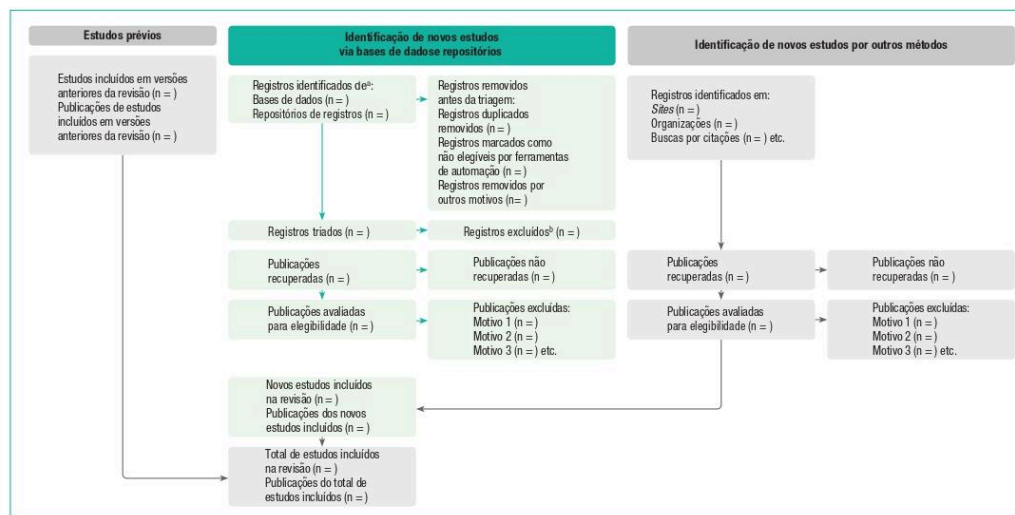 Estudos prévios
Estudos incluídos em versões
anteriores da revisão (n = )
Publicações de estudos
incluídos em versões
anteriores da revisão (n = )
Identificação de novos estudos
via bases de dadose repositórios
Registros identificados deª:
Bases de dados (n = )
Repositórios de registros (n = )
Registros removidos
antes da triagem:
Registros duplicados
removidos (n = )
Registros marcados como
não elegíveis por ferramentas
de automação (n = )
Registros removidos por
outros motivos (n= )
Registros triados (n = )
Registros excluídosᵇ (n = )
Publicações
recuperadas (n = )
Publicações não
recuperadas (n = )
Publicações avaliadas
para elegibilidade (n = )
Publicações excluídas:
Motivo 1 (n = )
Motivo 2 (n = )
Motivo 3 (n = ) etc.
Identificação de novos estudos por outros métodos
Registros identificados em:
Sites (n = )
Organizações (n = )
Buscas por citações (n = ) etc.
Publicações
recuperadas (n = )
Publicações não
recuperadas (n = )
Publicações avaliadas
para elegibilidade (n = )
Publicações excluídas:
Motivo 1 (n = )
Motivo 2 (n = )
Motivo 3 (n = ) etc.
Novos estudos incluídos
na revisão (n = )
Publicações dos novos
estudos incluídos (n = )
Total de estudos incluídos
na revisão (n = )
Publicações do total de
estudos incluídos (n = )